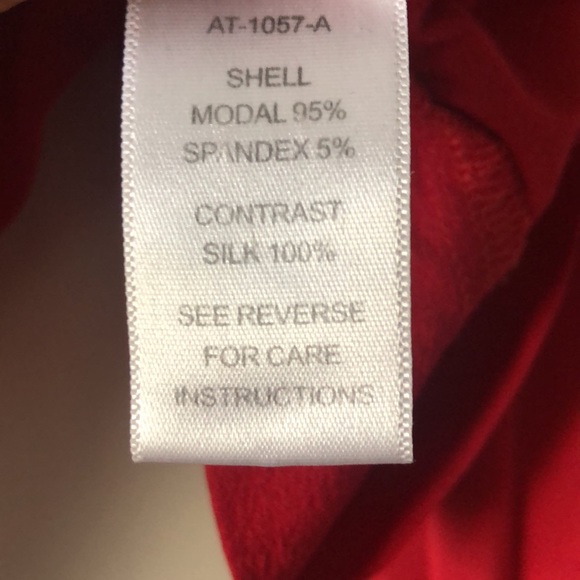 AT-1057-A
SHELL
MODAL 95%
SPANDEX 5%
CONTRAST
SILK 100%
SEE REVERSE
FOR CARE
INSTRUCTIONS